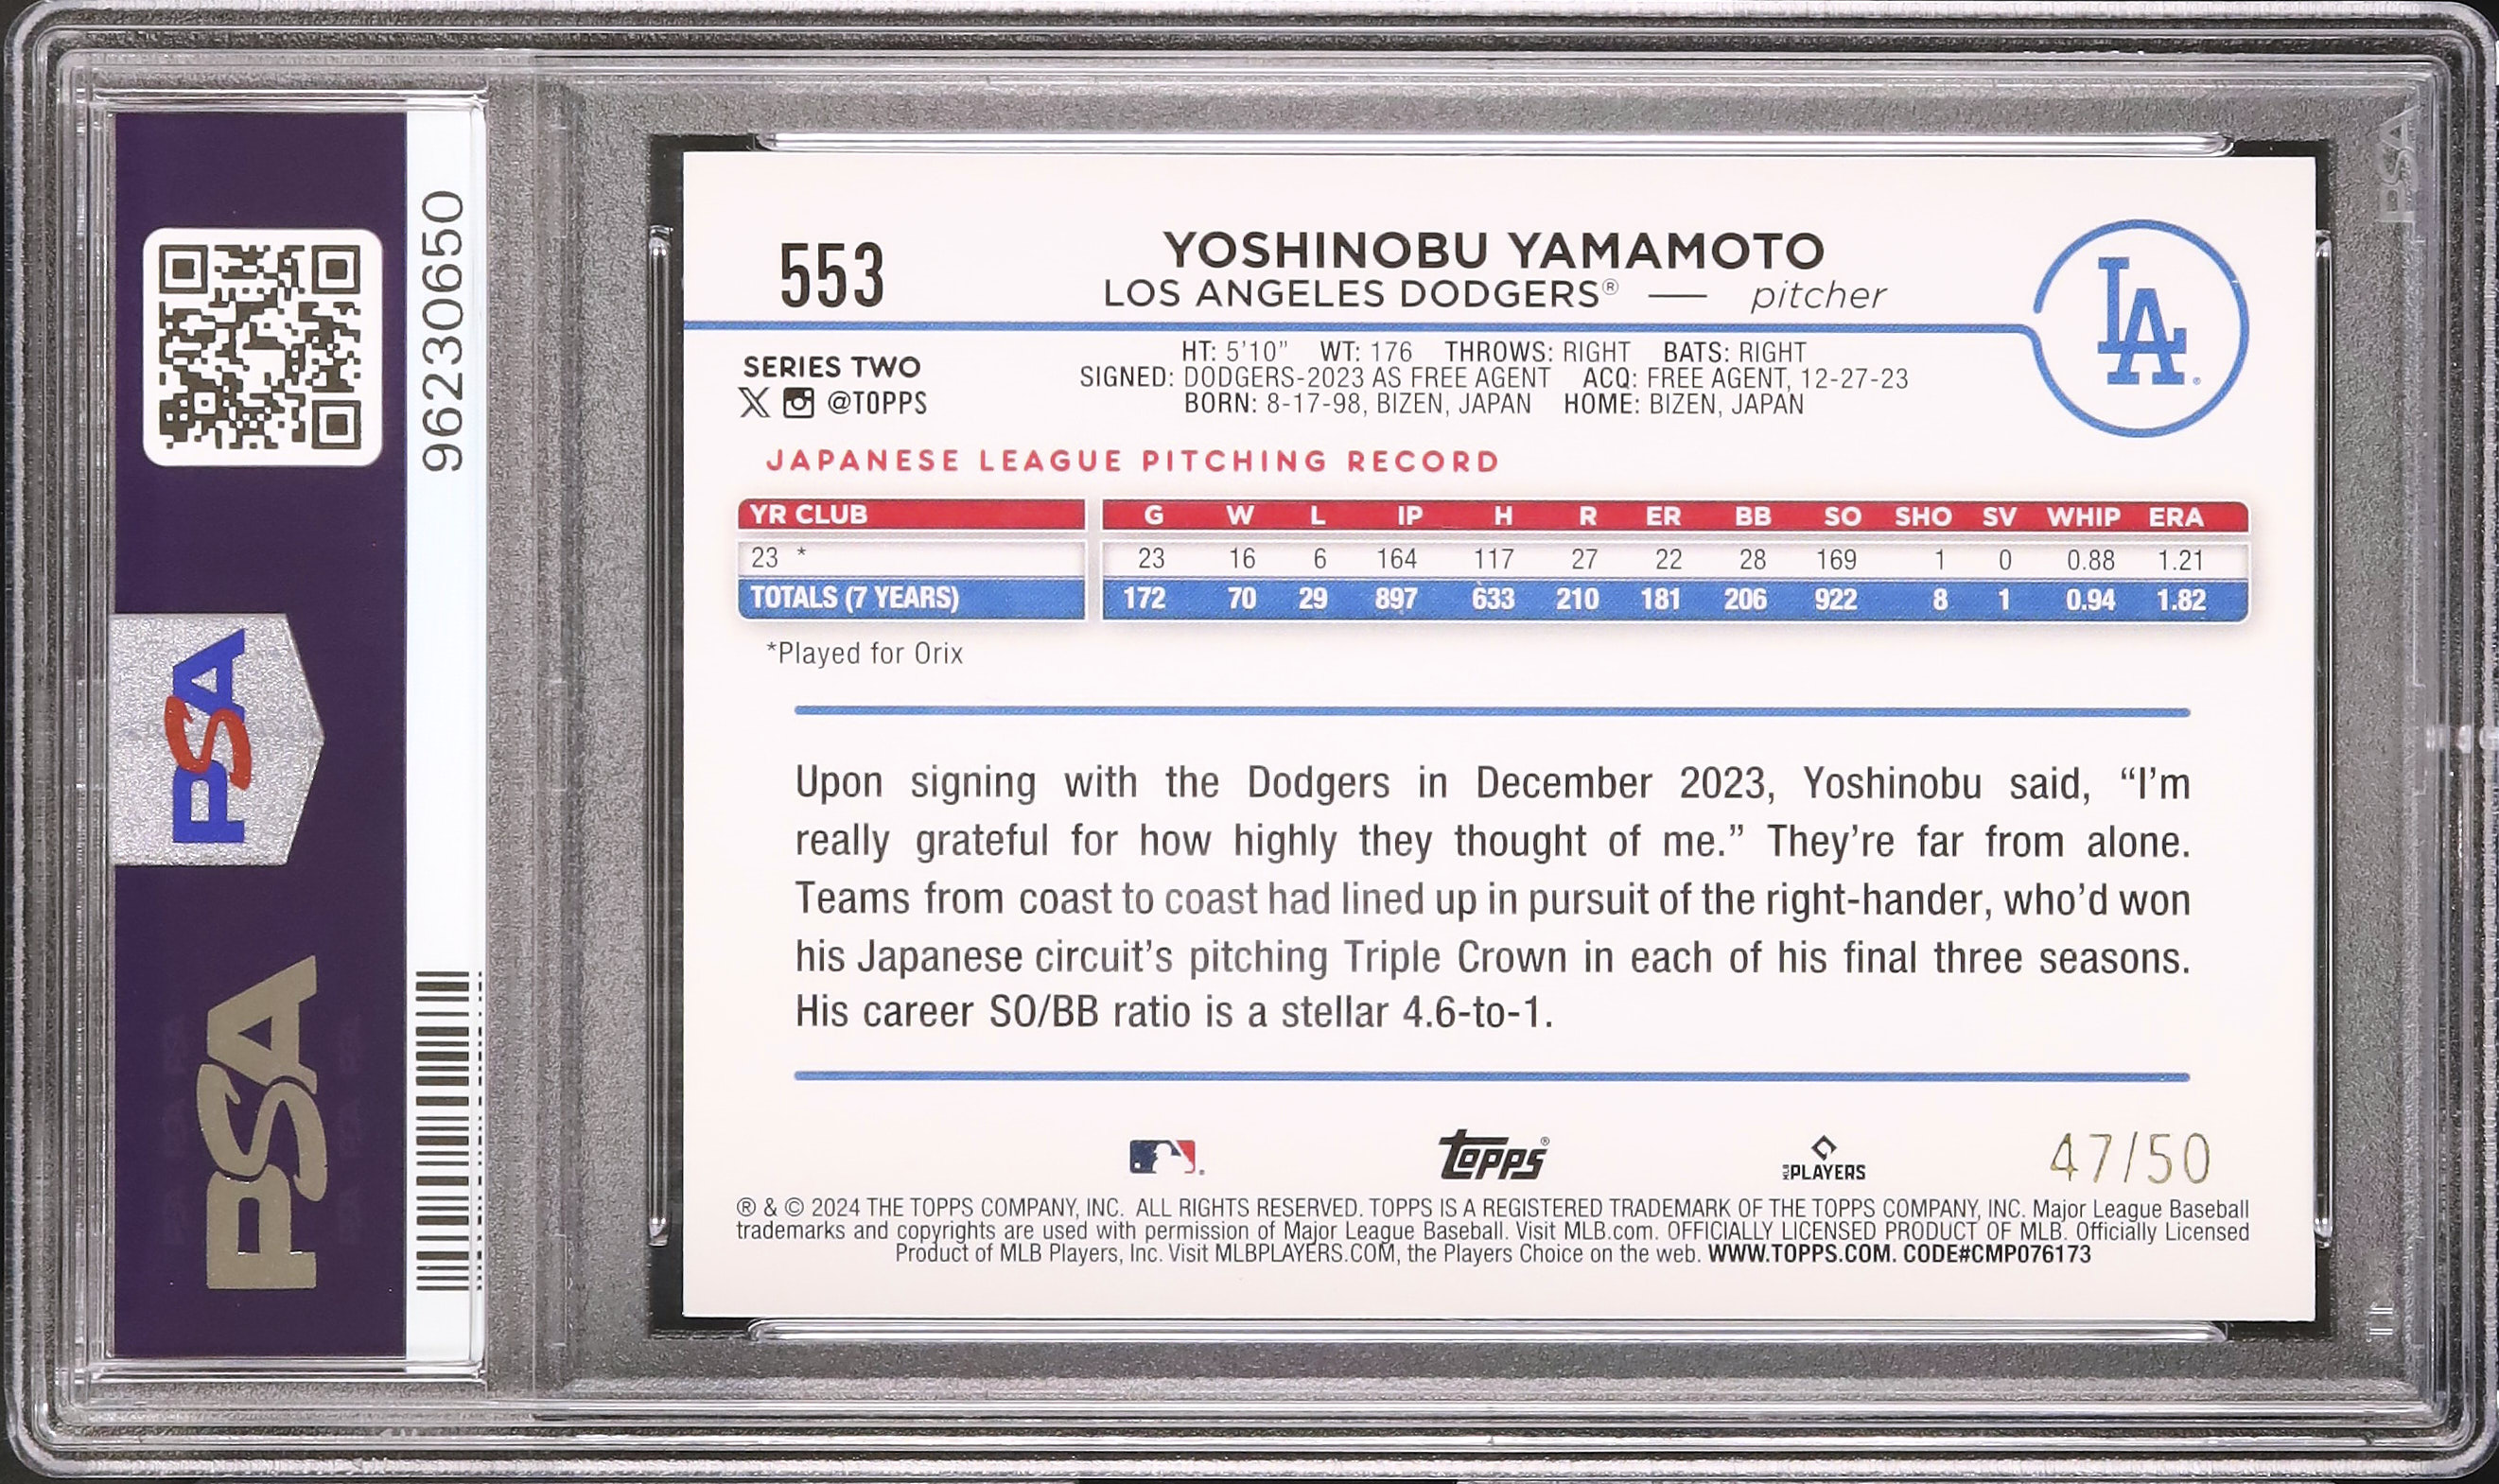 96230650
PSA
PSA
PSA
553
YOSHINOBU YAMAMOTO
LOS ANGELES DODGERS® — pitcher
LA
SERIES TWO
X @TOPPS
HT: 5'10" WT: 176 THROWS: RIGHT BATS: RIGHT
SIGNED: DODGERS-2023 AS FREE AGENT ACQ: FREE AGENT, 12-27-23
BORN: 8-17-98, BIZEN, JAPAN HOME: BIZEN, JAPAN
JAPANESE LEAGUE PITCHING RECORD
YR CLUB G W L IP H R ER BB SO SHO SV WHIP ERA
23 * 23 16 6 164 117 27 22 28 169 1 0 0.88 1.21
TOTALS (7 YEARS) 172 70 29 897 633 210 181 206 922 8 1 0.94 1.82
*Played for Orix
Upon signing with the Dodgers in December 2023, Yoshinobu said, “I’m
really grateful for how highly they thought of me.” They’re far from alone.
Teams from coast to coast had lined up in pursuit of the right-hander, who’d won
his Japanese circuit’s pitching Triple Crown in each of his final three seasons.
His career SO/BB ratio is a stellar 4.6-to-1.
topps®
MLB PLAYERS
47/50
® & © 2024 THE TOPPS COMPANY, INC. ALL RIGHTS RESERVED. TOPPS IS A REGISTERED TRADEMARK OF THE TOPPS COMPANY, INC. Major League Baseball
trademarks and copyrights are used with permission of Major League Baseball. Visit MLB.com. OFFICIALLY LICENSED PRODUCT OF MLB. Officially Licensed
Product of MLB Players, Inc. Visit MLBPLAYERS.COM, the Players Choice on the web. WWW.TOPPS.COM. CODE#CMP076173